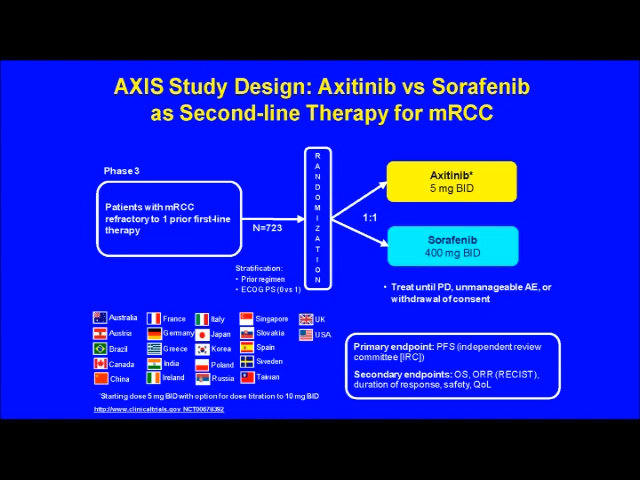 AXIS Study Design: Axitinib vs Sorafenib
as Second-line Therapy for mRCC
Phase 3
Patients with mRCC
refractory to 1 prior first-line
therapy
N=723
RANDOMIZATION
1:1
Axitinib*
5 mg BID
Sorafenib
400 mg BID
Stratification:
• Prior regimen
• ECOG PS (0 vs 1)
• Treat until PD, unmanageable AE, or
withdrawal of consent
Australia
Austria
Brazil
Canada
China
France
Germany
Greece
India
Ireland
Italy
Japan
Korea
Poland
Russia
Singapore
Slovakia
Spain
Sweden
Taiwan
UK
USA
Primary endpoint: PFS (independent review
committee [IRC])
Secondary endpoints: OS, ORR (RECIST),
duration of response, safety, QoL
*Starting dose 5 mg BID with option for dose titration to 10 mg BID
http://www.clinicaltrials.gov